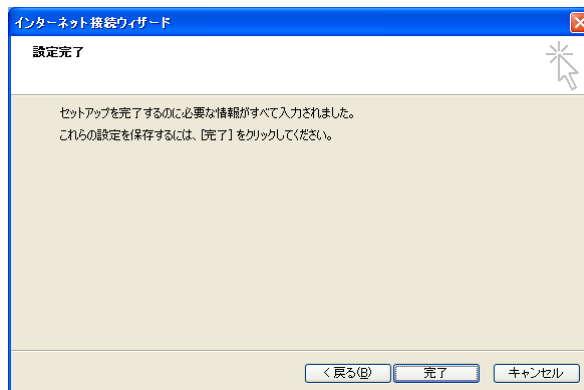 インターネット接続ウィザード
設定完了
セットアップを完了するのに必要な情報がすべて入力されました。
これらの設定を保存するには、[完了] をクリックしてください。
< 戻る(B)
完了
キャンセル